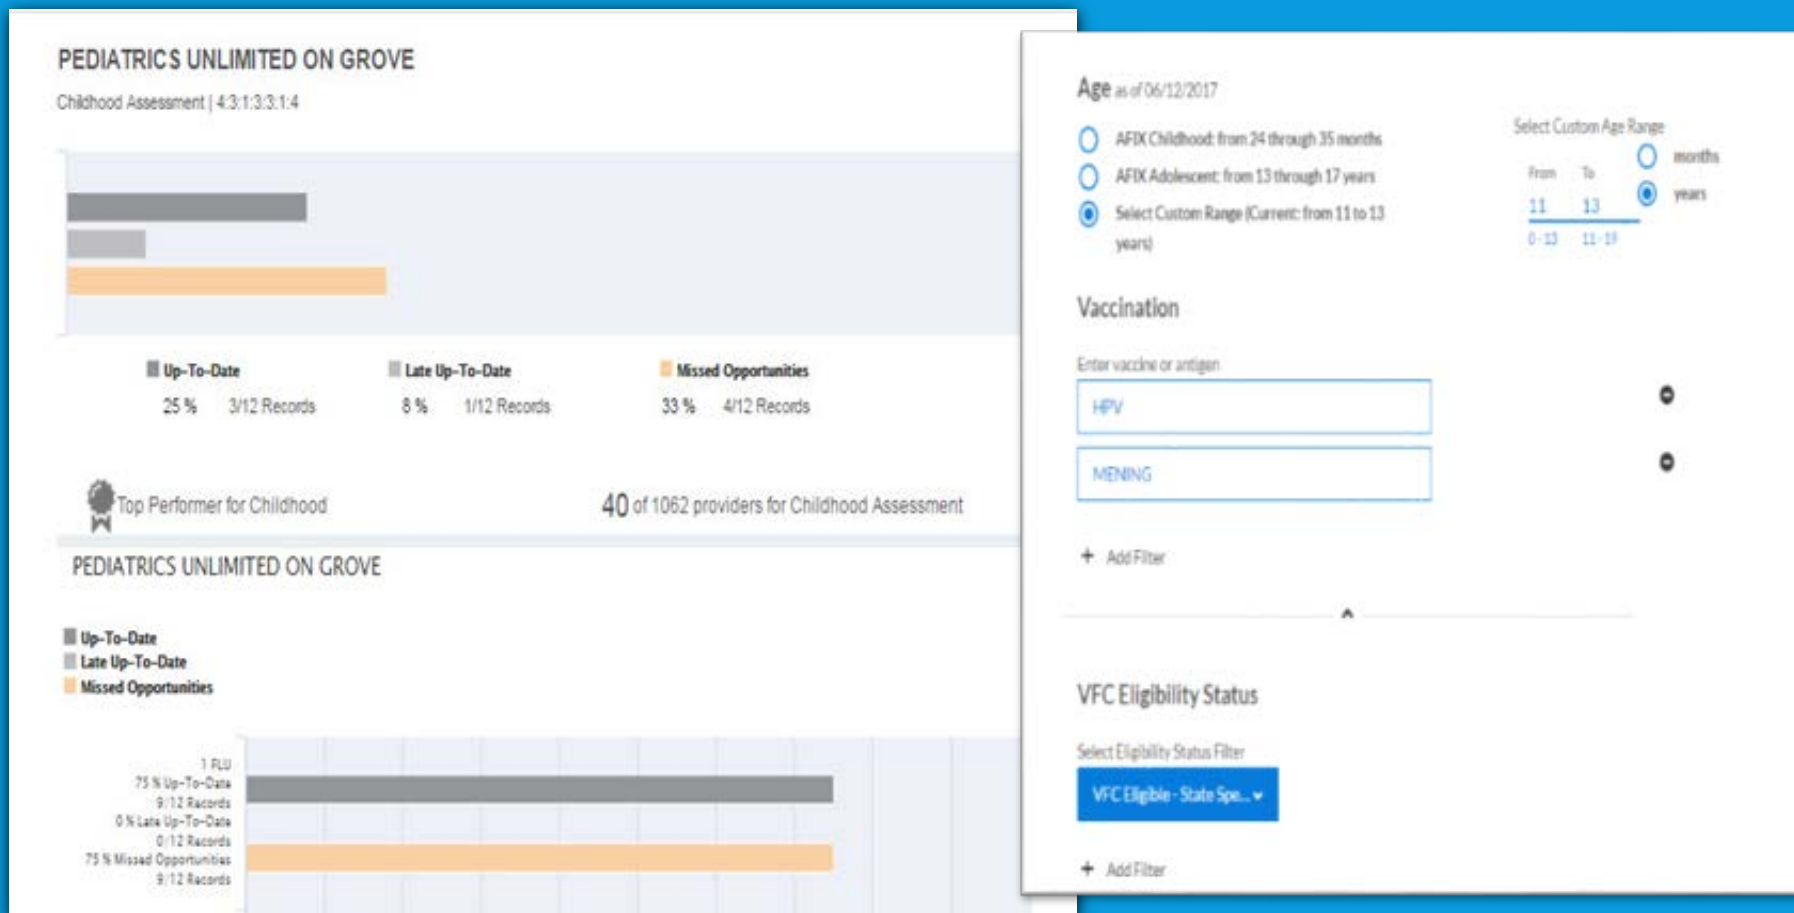 PEDIATRICS UNLIMITED ON GROVE
Childhood Assessment | 4:3:1:3:3:1:4
Up-To-Date
25 % 3/12 Records
Late Up-To-Date
8 % 1/12 Records
Missed Opportunities
33 % 4/12 Records
Top Performer for Childhood
40 of 1062 providers for Childhood Assessment
PEDIATRICS UNLIMITED ON GROVE
Up-To-Date
Late Up-To-Date
Missed Opportunities
1 FLU
75 % Up-To-Date
9/12 Records
0 % Late Up-To-Date
0/12 Records
75 % Missed Opportunities
9/12 Records
Age as of 06/12/2017
AFIX Childhood: from 24 through 35 months
AFIX Adolescent: from 13 through 17 years
Select Custom Range (Current: from 11 to 13
years)
Select Custom Age Range
From To
11 13
0 - 13 11 - 19
months
years
Vaccination
Enter vaccine or antigen
HPV
MENING
+ Add Filter
VFC Eligibility Status
Select Eligibility Status Filter
VFC Eligible - State Spe...
+ Add Filter